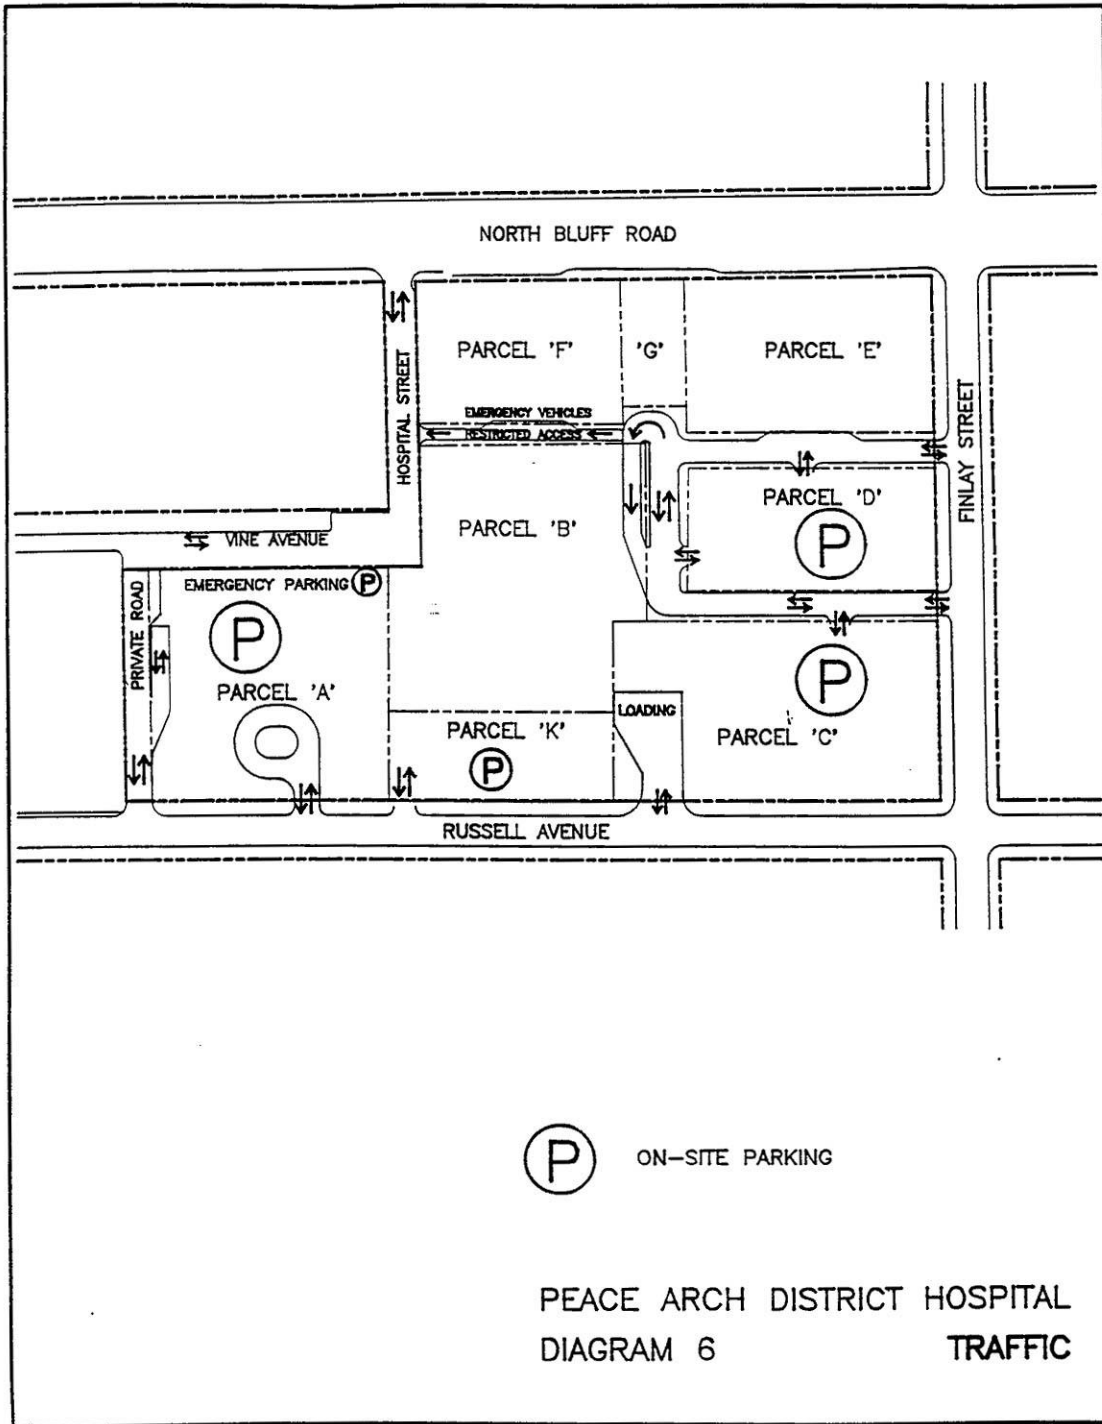 NORTH BLUFF ROAD
PARCEL 'F'
'G'
PARCEL 'E'
HOSPITAL STREET
FINLAY STREET
EMERGENCY VEHICLES
RESTRICTED ACCESS
PARCEL 'D'
P
PARCEL 'B'
VINE AVENUE
EMERGENCY PARKING P
PRIVATE ROAD
P
PARCEL 'A'
P
PARCEL 'C'
LOADING
PARCEL 'K'
P
RUSSELL AVENUE
P ON-SITE PARKING
PEACE ARCH DISTRICT HOSPITAL
DIAGRAM 6 TRAFFIC